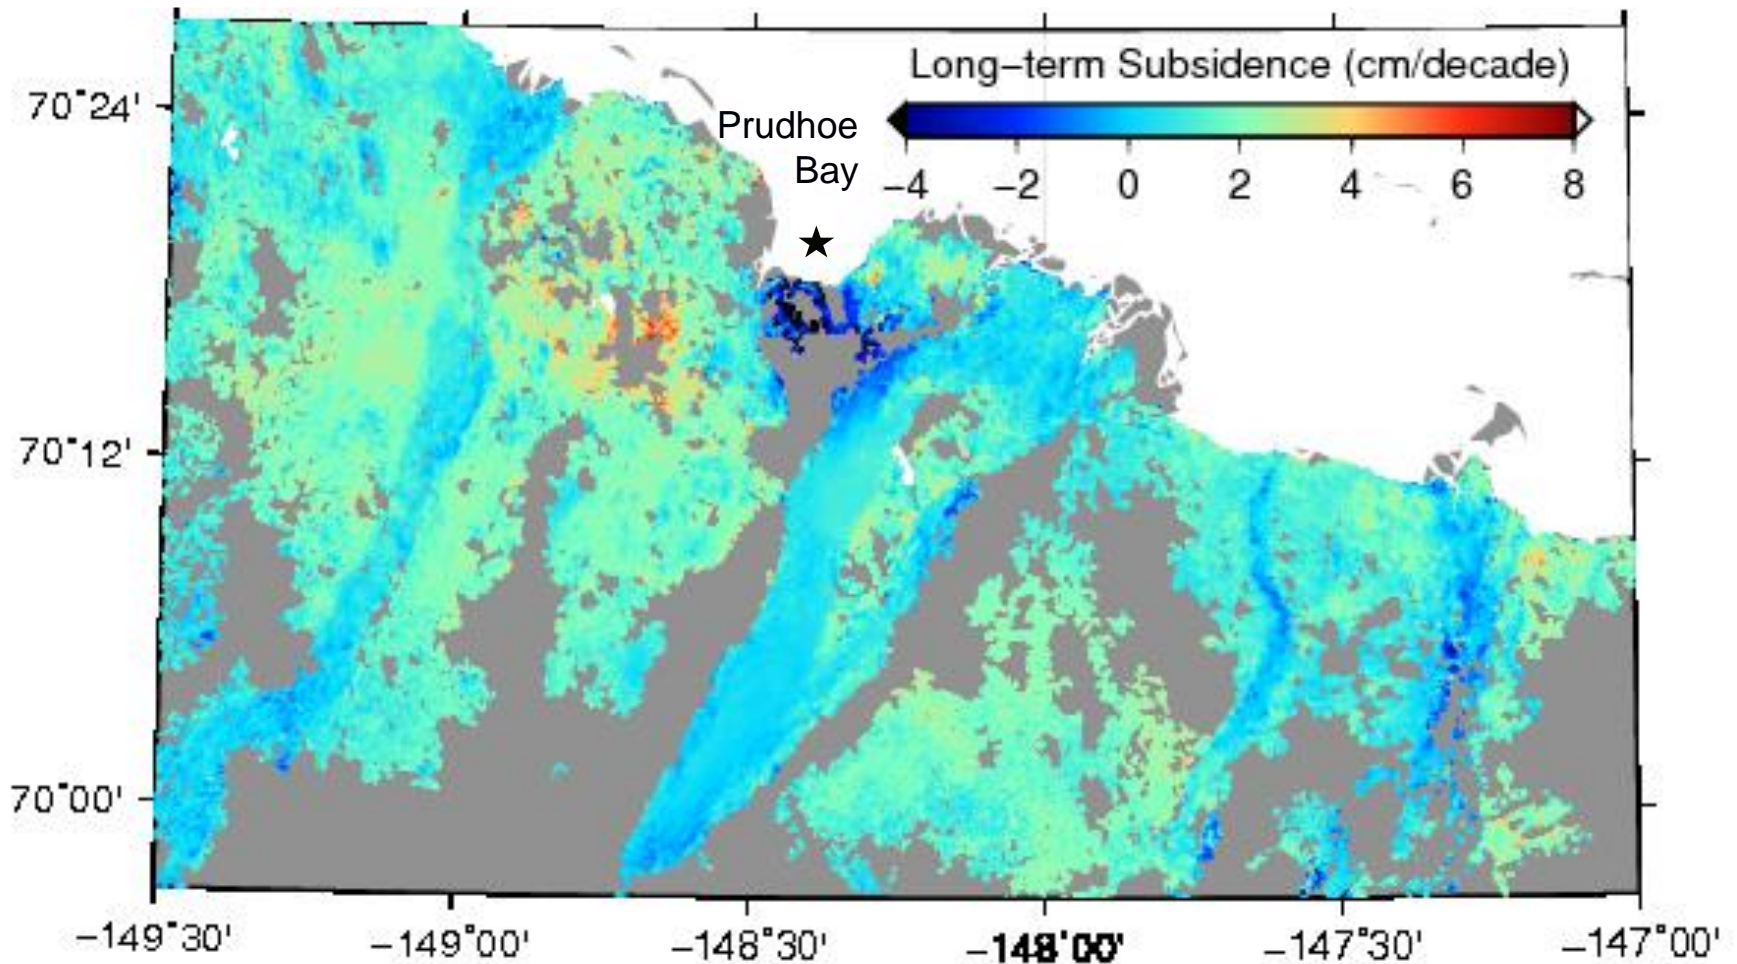 Long-term Subsidence (cm/decade)
70°24'
Prudhoe
Bay
−4 −2 0 2 4 6 8
70°12'
70°00'
−149°30' −149°00' −148°30' −148°00' −147°30' −147°00'